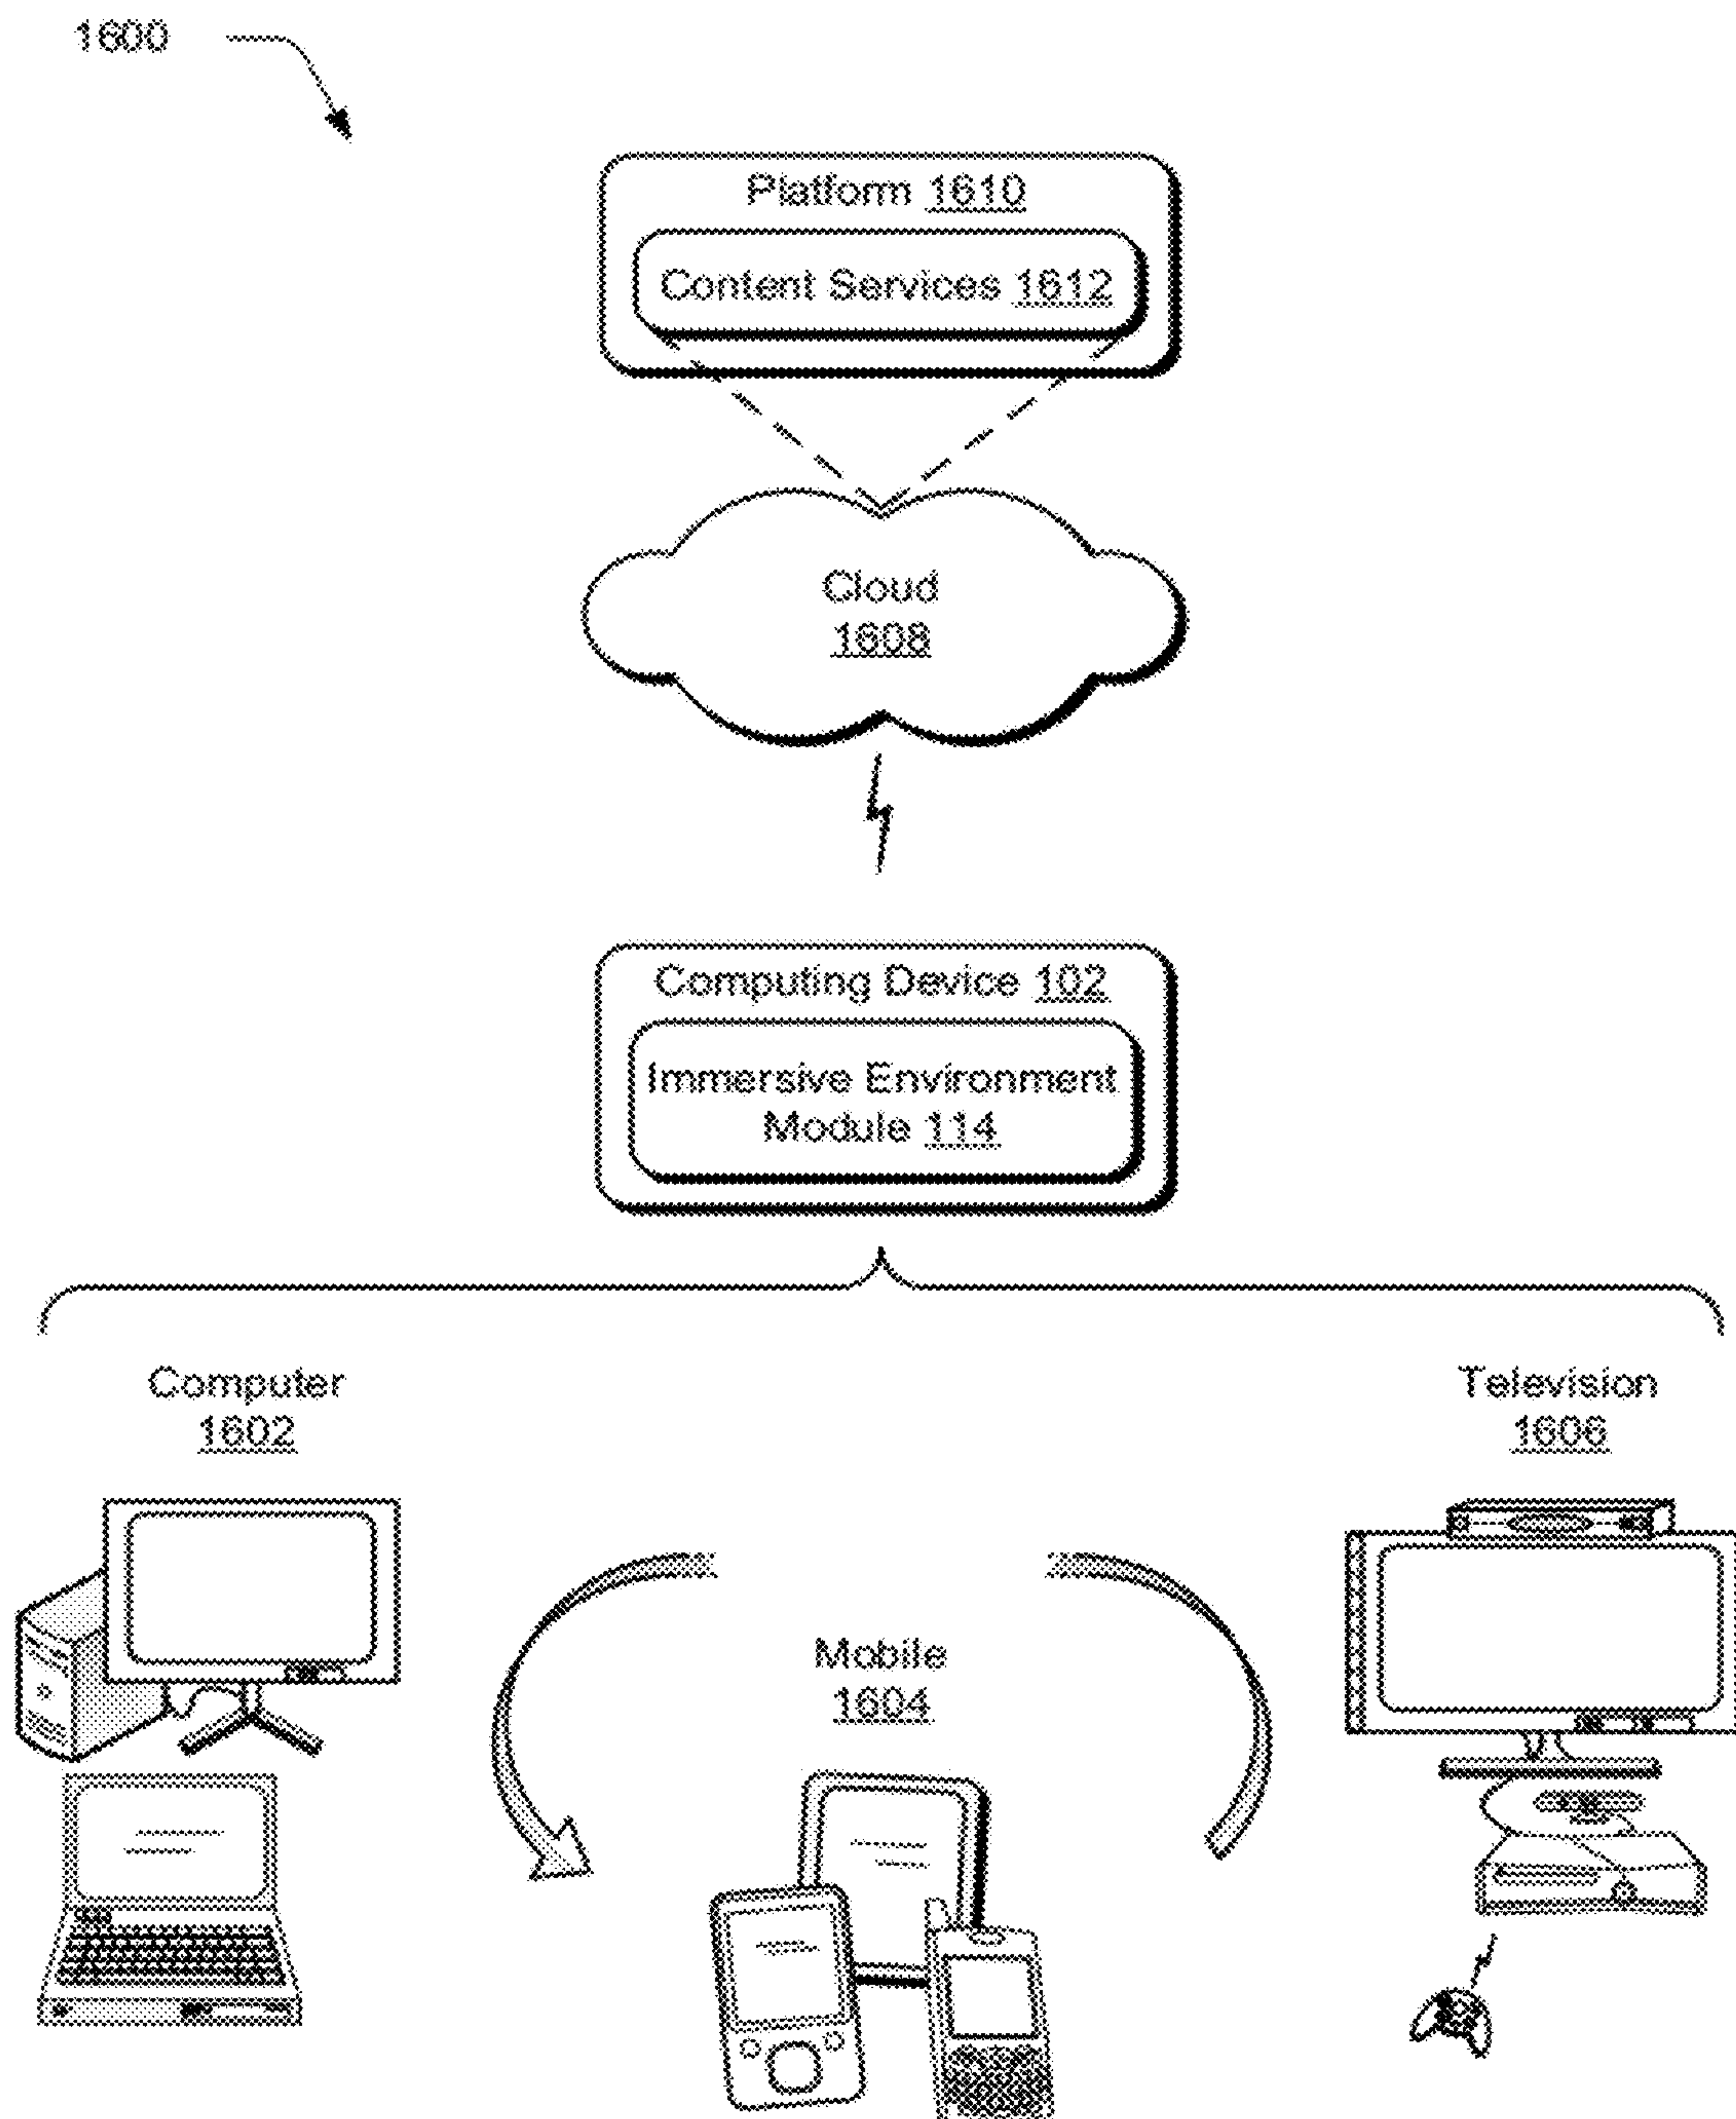 1600
Platform 1610
Content Services 1612
Cloud
1608
Computing Device 102
Immersive Environment
Module 114
Computer
1602
Television
1606
Mobile
1604